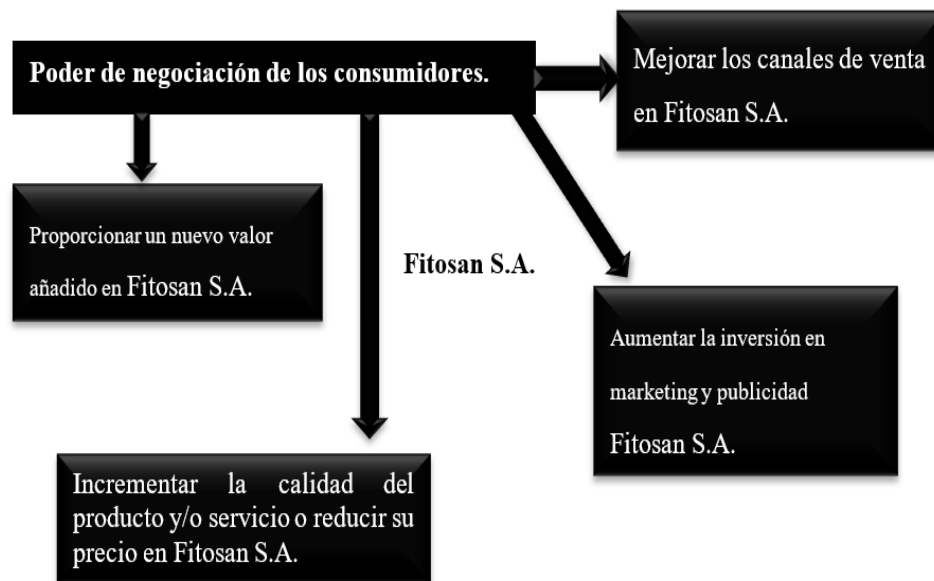 Poder de negociación de los consumidores.
Mejorar los canales de venta
en Fitosan S.A.
Proporcionar un nuevo valor
añadido en Fitosan S.A.
Fitosan S.A.
Aumentar la inversión en
marketing y publicidad
Fitosan S.A.
Incrementar la calidad del
producto y/o servicio o reducir su
precio en Fitosan S.A.